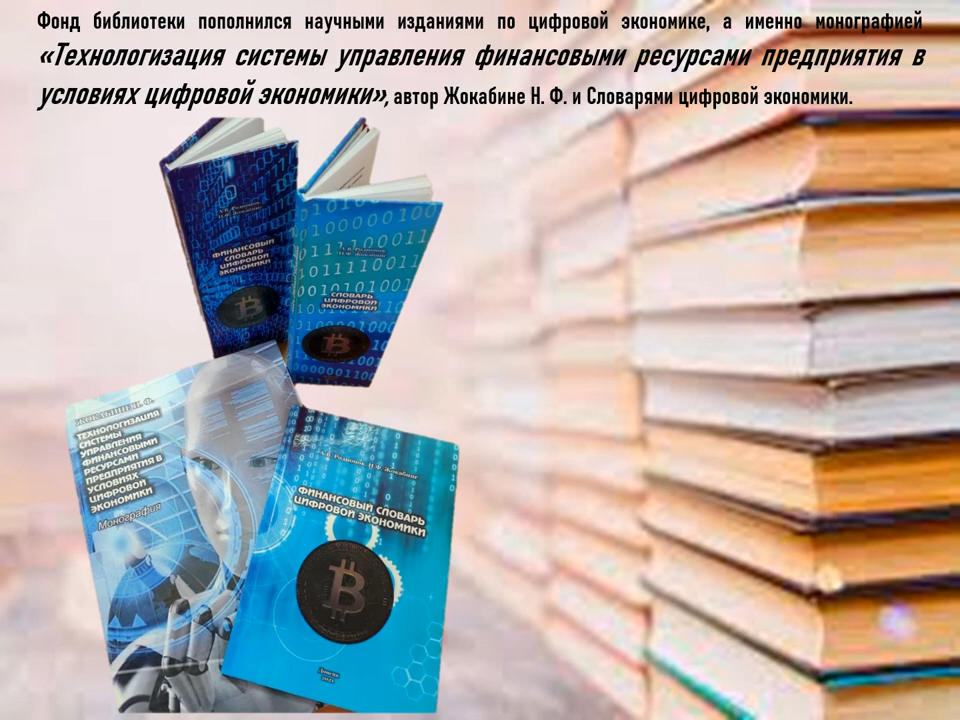 Фонд библиотеки пополнился научными изданиями по цифровой экономике, а именно монографией
«Технологизация системы управления финансовыми ресурсами предприятия в
условиях цифровой экономики», автор Жокабине Н. Ф. и Словарями цифровой экономики.
ФИНАНСОВЫЙ
СЛОВАРЬ
ЦИФРОВОЙ
ЭКОНОМИКИ
СЛОВАРЬ
ЦИФРОВОЙ
ЭКОНОМИКИ
ЖОКАБИНЕ Н. Ф.
ТЕХНОЛОГИЗАЦИЯ
СИСТЕМЫ
УПРАВЛЕНИЯ
ФИНАНСОВЫМИ
РЕСУРСАМИ
ПРЕДПРИЯТИЯ В
УСЛОВИЯХ
ЦИФРОВОЙ
ЭКОНОМИКИ
Монография
Н.Ф. Жокабине
ФИНАНСОВЫЙ СЛОВАРЬ
ЦИФРОВОЙ ЭКОНОМИКИ